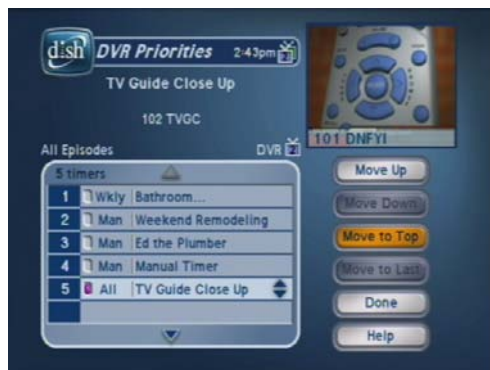 dish DVR Priorities 2:43pm
TV Guide Close Up
102 TVGC
101 DNFYI
All Episodes DVR
5 timers
1 Wkly Bathroom...
2 Man Weekend Remodeling
3 Man Ed the Plumber
4 Man Manual Timer
5 All TV Guide Close Up
Move Up
Move Down
Move to Top
Move to Last
Done
Help